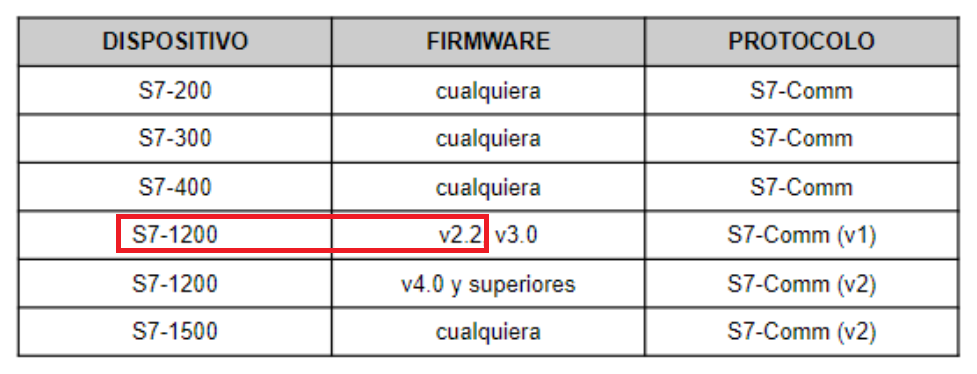 DISPOSITIVO FIRMWARE PROTOCOLO
S7-200 cualquiera S7-Comm
S7-300 cualquiera S7-Comm
S7-400 cualquiera S7-Comm
S7-1200 v2.2 v3.0 S7-Comm (v1)
S7-1200 v4.0 y superiores S7-Comm (v2)
S7-1500 cualquiera S7-Comm (v2)